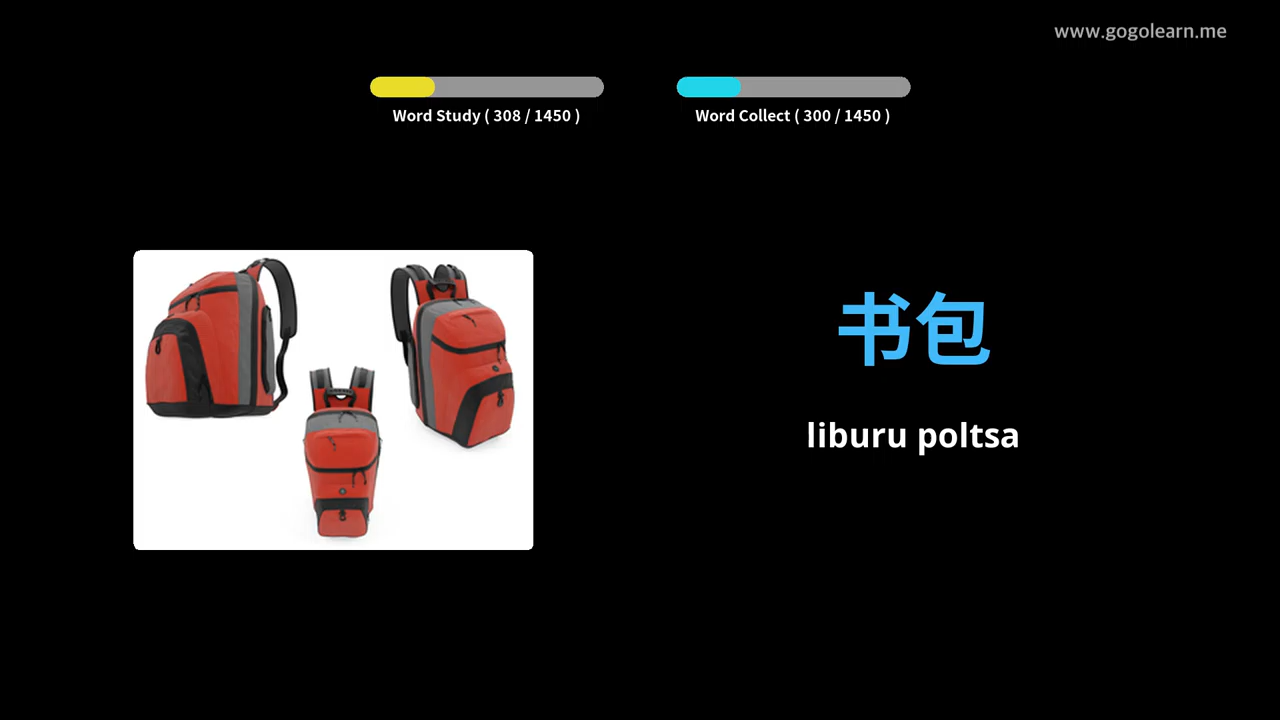 www.gogolearn.me
Word Study ( 308 / 1450 )
Word Collect ( 300 / 1450 )
书包
liburu poltsa